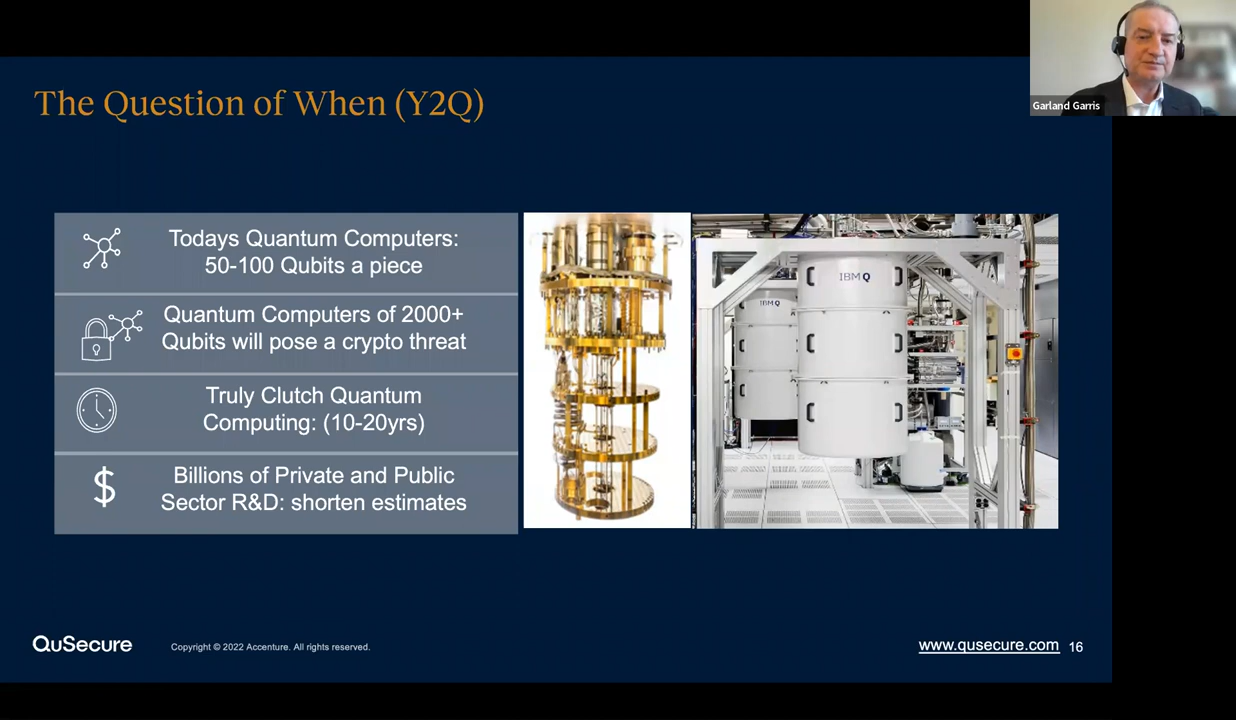 Garland Garris
The Question of When (Y2Q)
Todays Quantum Computers:
50-100 Qubits a piece
Quantum Computers of 2000+
Qubits will pose a crypto threat
Truly Clutch Quantum
Computing: (10-20yrs)
$
Billions of Private and Public
Sector R&D: shorten estimates
IBM Q
IBM Q
QuSecure
Copyright © 2022 Accenture. All rights reserved.
www.qusecure.com
16